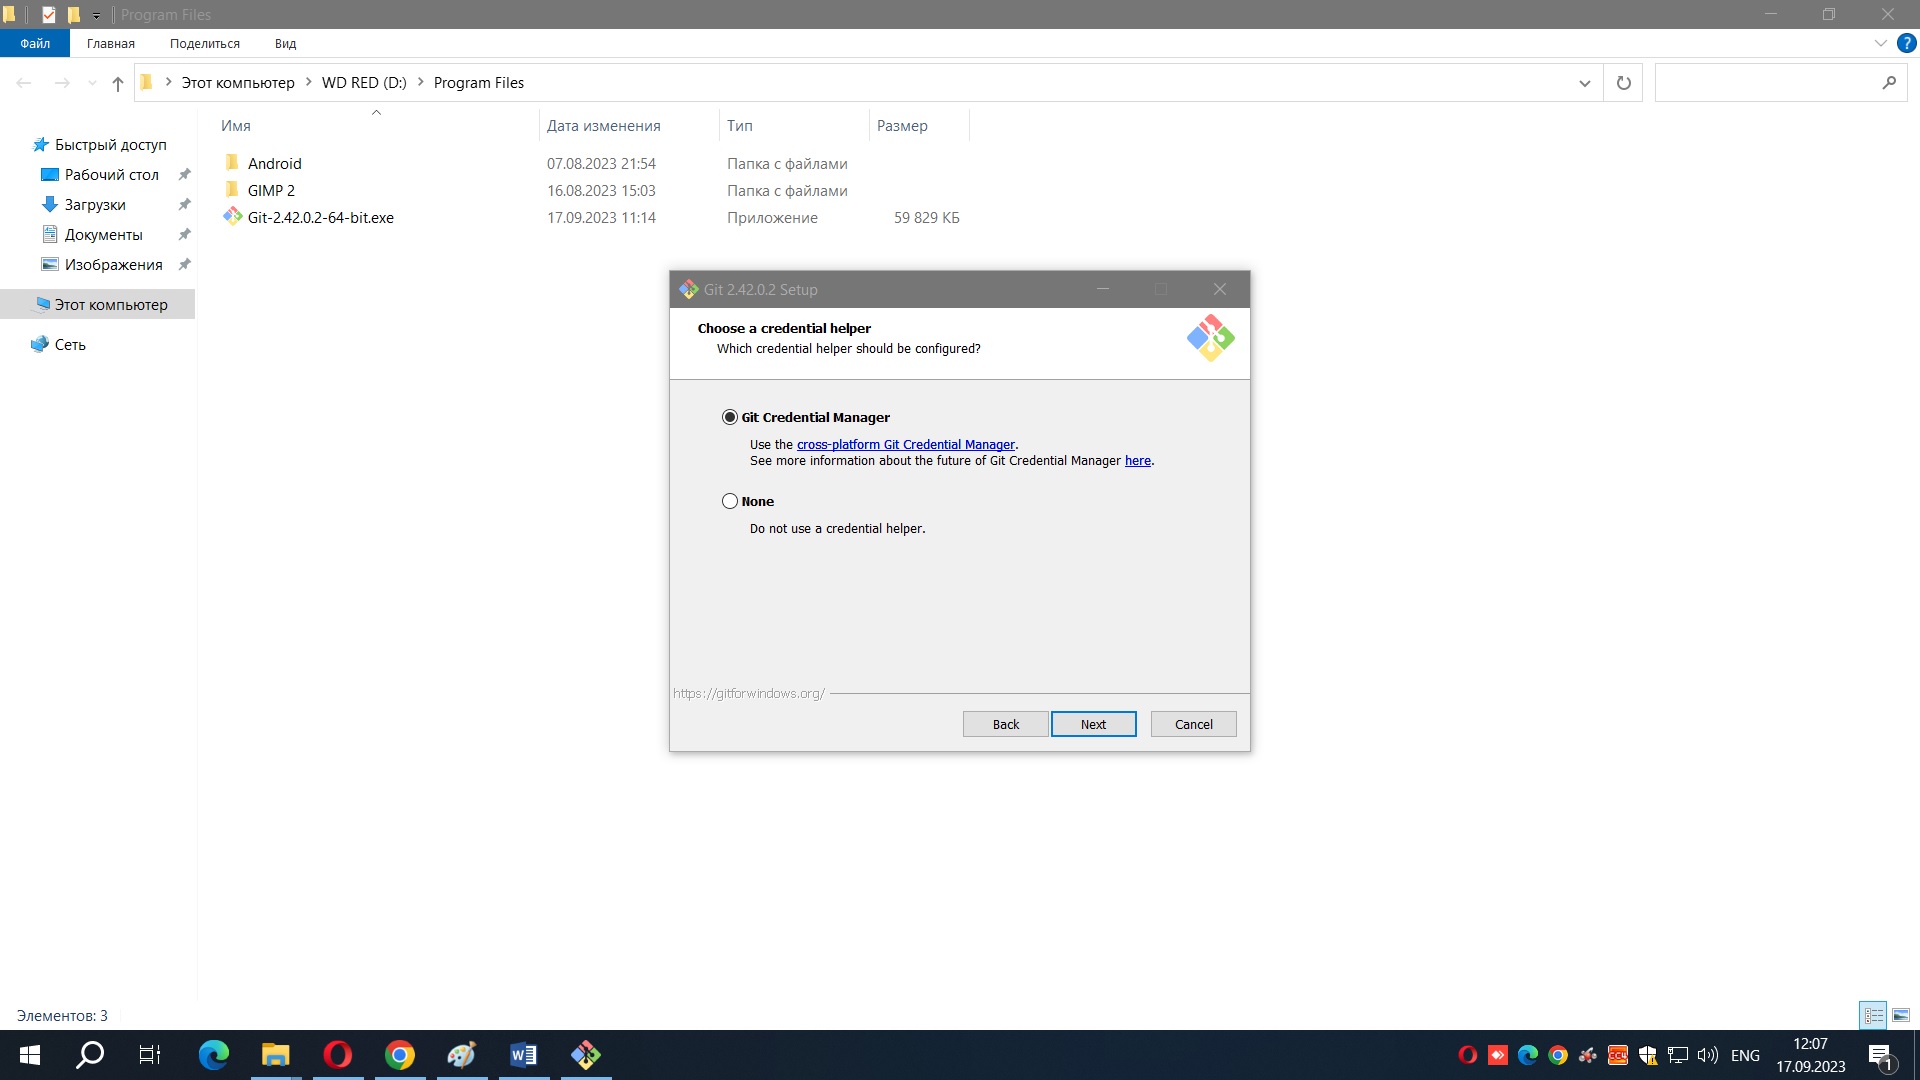 Program Files
Файл Главная Поделиться Вид
Этот компьютер WD RED (D:) Program Files
Имя Дата изменения Тип Размер
Быстрый доступ
Рабочий стол
Загрузки
Документы
Изображения
Этот компьютер
Сеть
Android 07.08.2023 21:54 Папка с файлами
GIMP 2 16.08.2023 15:03 Папка с файлами
Git-2.42.0.2-64-bit.exe 17.09.2023 11:14 Приложение 59 829 КБ
Git 2.42.0.2 Setup
Choose a credential helper
Which credential helper should be configured?
Git Credential Manager
Use the cross-platform Git Credential Manager.
See more information about the future of Git Credential Manager here.
None
Do not use a credential helper.
https://gitforwindows.org/
Back Next Cancel
Элементов: 3
ENG
12:07
17.09.2023
1